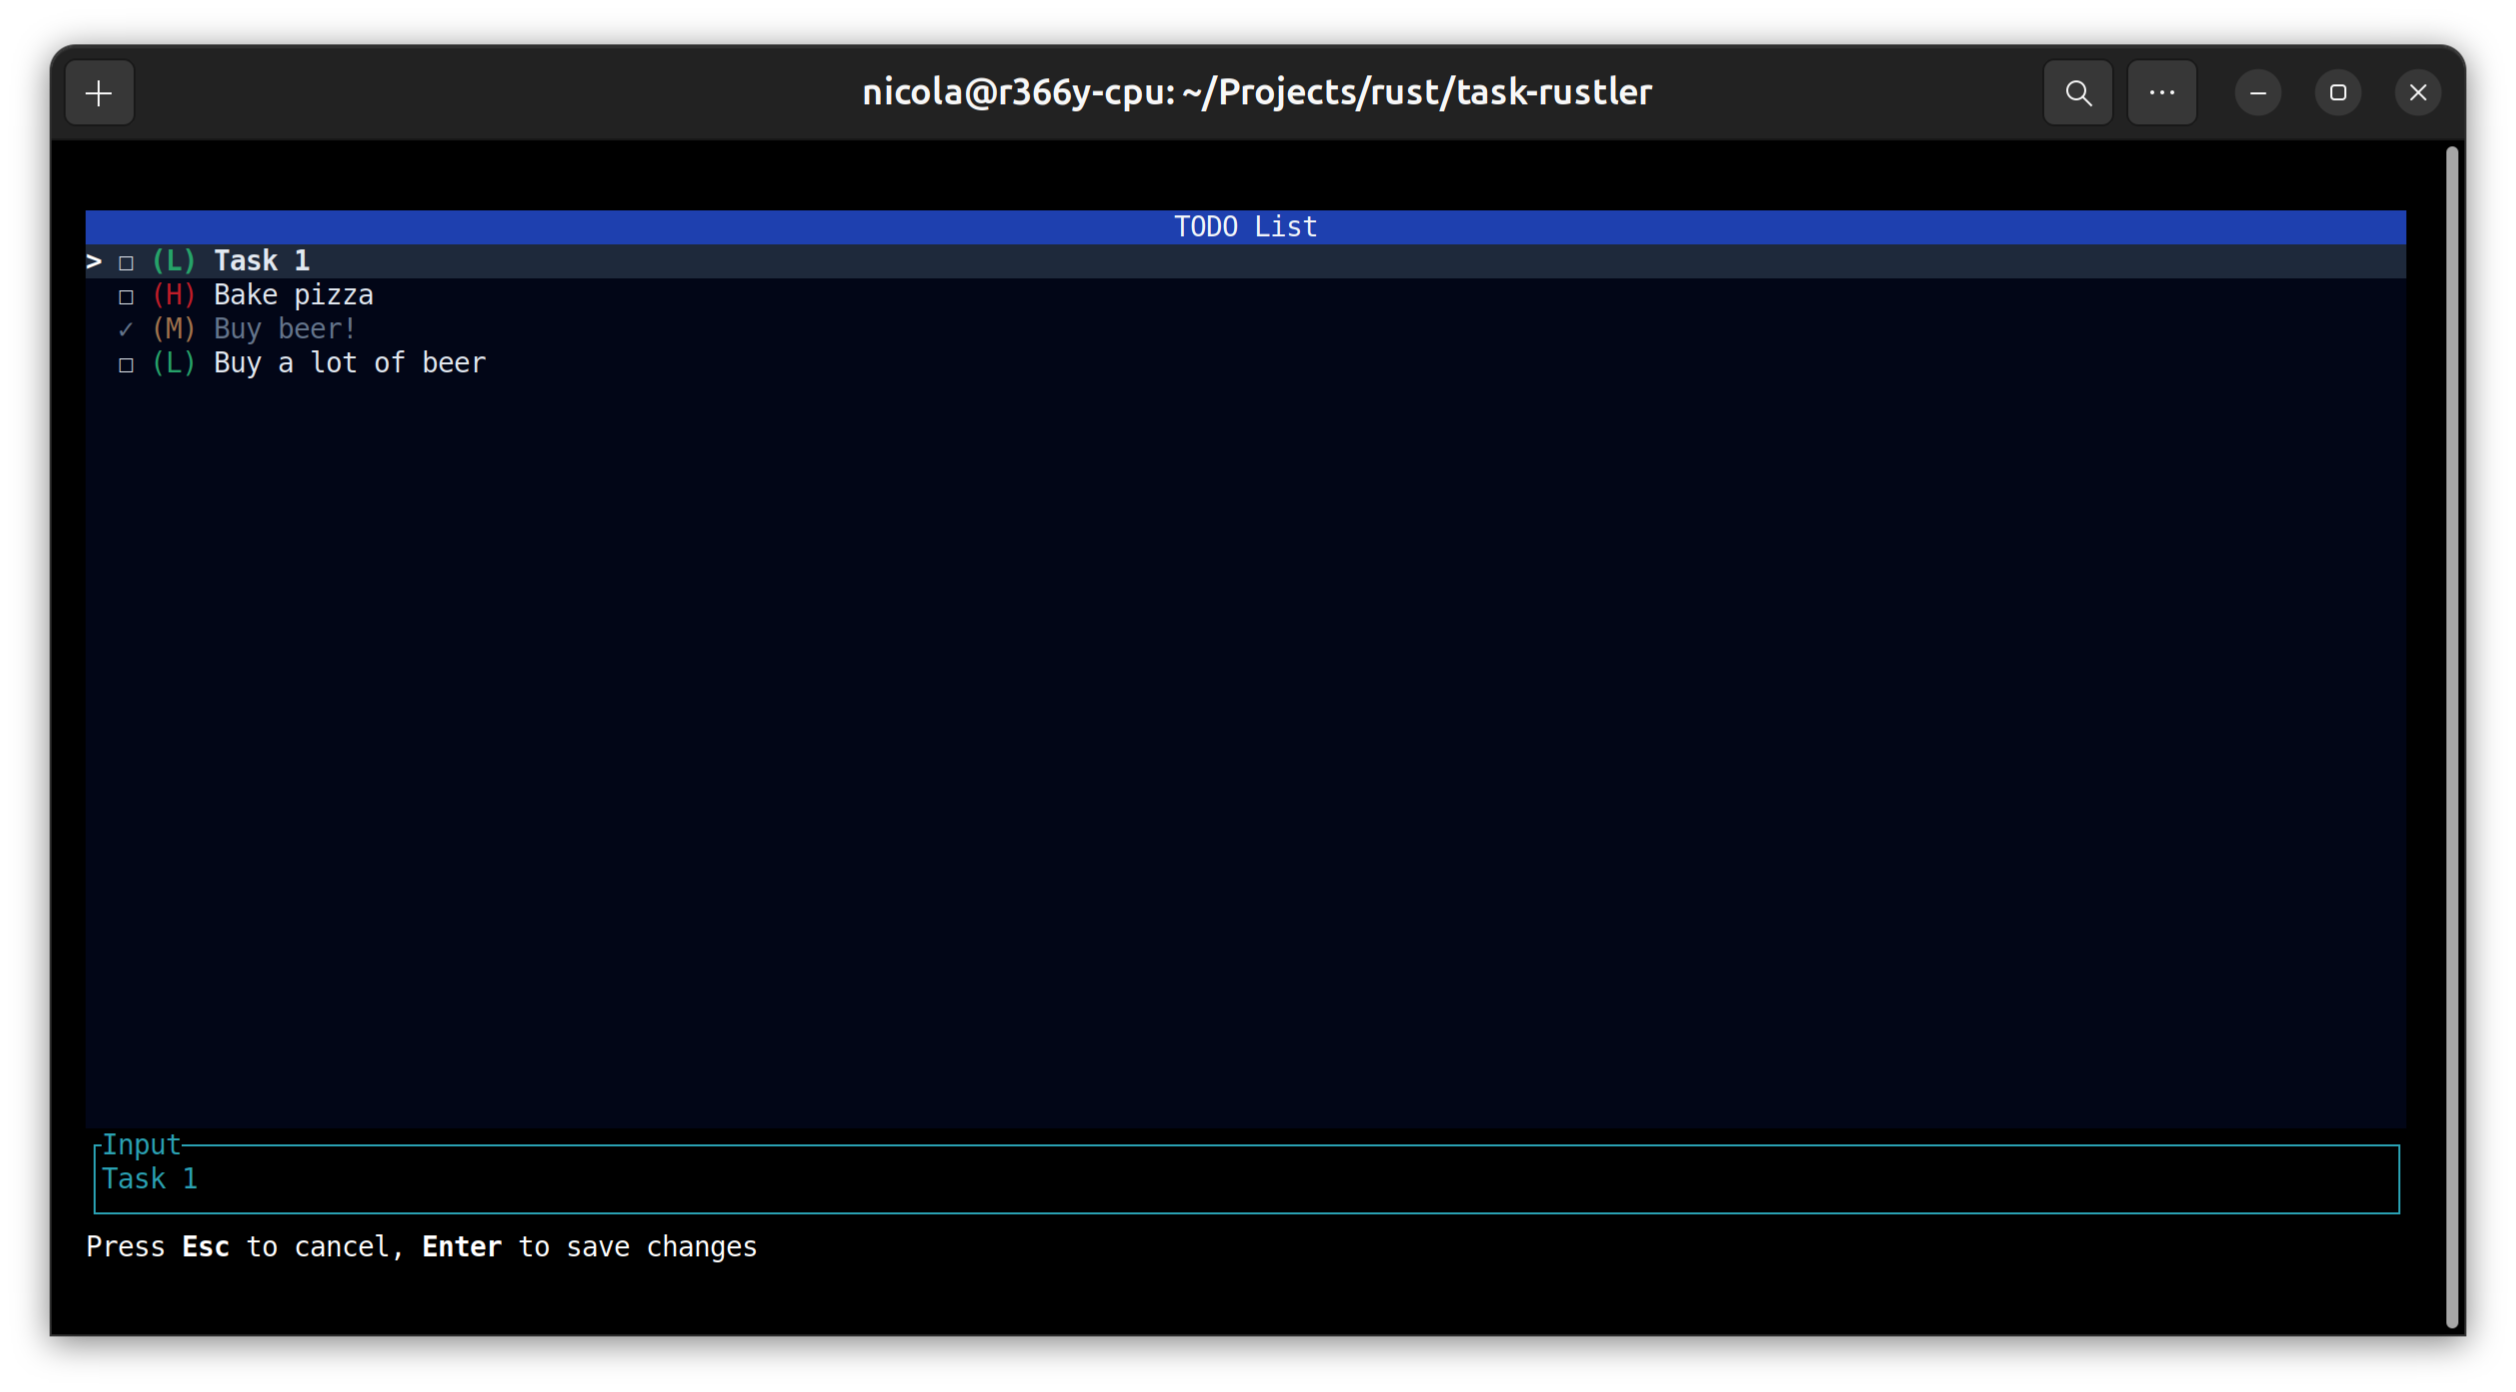 nicola@r366y-cpu: ~/Projects/rust/task-rustler
TODO List
> ☐ (L) Task 1
☐ (H) Bake pizza
✓ (M) Buy beer!
☐ (L) Buy a lot of beer
Input
Task 1
Press Esc to cancel, Enter to save changes